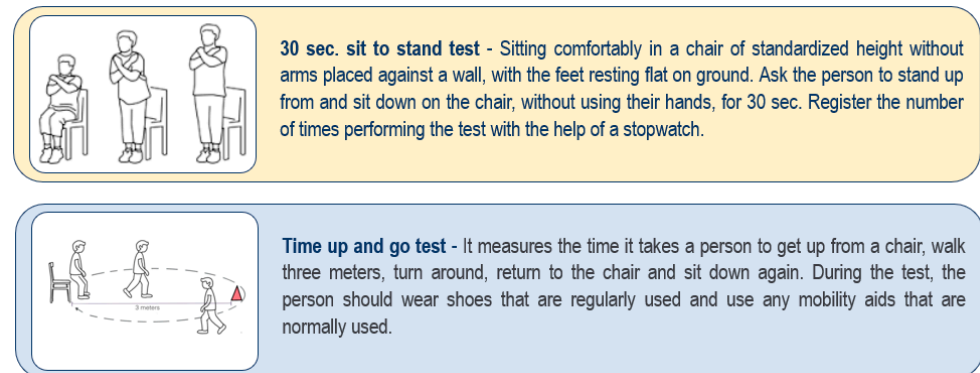 30 sec. sit to stand test - Sitting comfortably in a chair of standardized height without
arms placed against a wall, with the feet resting flat on ground. Ask the person to stand up
from and sit down on the chair, without using their hands, for 30 sec. Register the number
of times performing the test with the help of a stopwatch.
Time up and go test - It measures the time it takes a person to get up from a chair, walk
three meters, turn around, return to the chair and sit down again. During the test, the
person should wear shoes that are regularly used and use any mobility aids that are
normally used.
3 meters